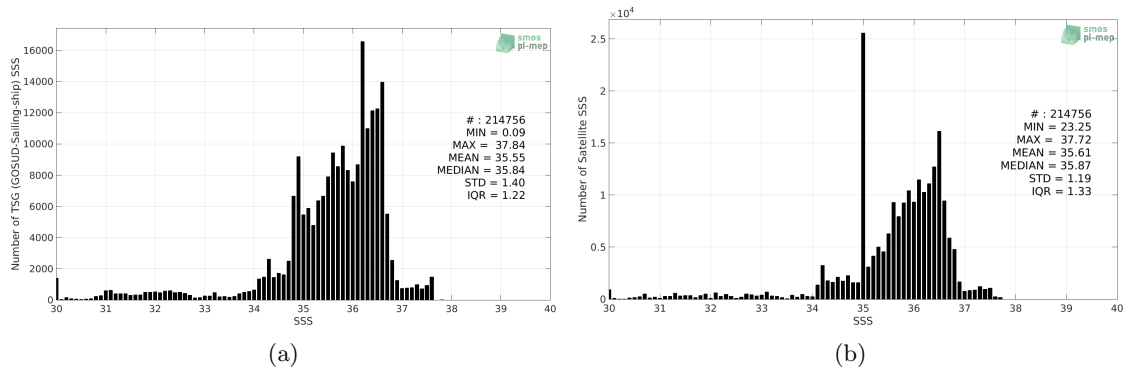 smos
pi-mep
Number of TSG (GOSUD-Sailing-ship) SSS
16000
14000
12000
10000
8000
6000
4000
2000
0
# : 214756
MIN = 0.09
MAX = 37.84
MEAN = 35.55
MEDIAN = 35.84
STD = 1.40
IQR = 1.22
30 31 32 33 34 35 36 37 38 39 40
SSS
(a)
×10⁴
smos
pi-mep
Number of Satellite SSS
2.5
2
1.5
1
0.5
0
# : 214756
MIN = 23.25
MAX = 37.72
MEAN = 35.61
MEDIAN = 35.87
STD = 1.19
IQR = 1.33
30 31 32 33 34 35 36 37 38 39 40
SSS
(b)